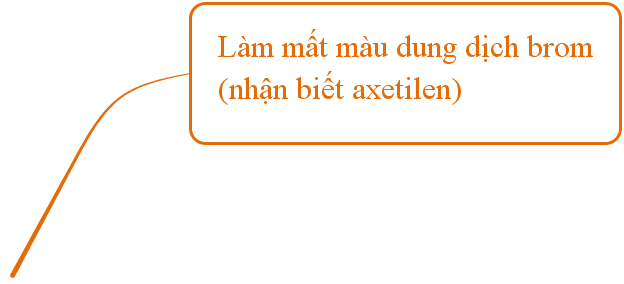 Làm mất màu dung dịch brom
(nhận biết axetilen)